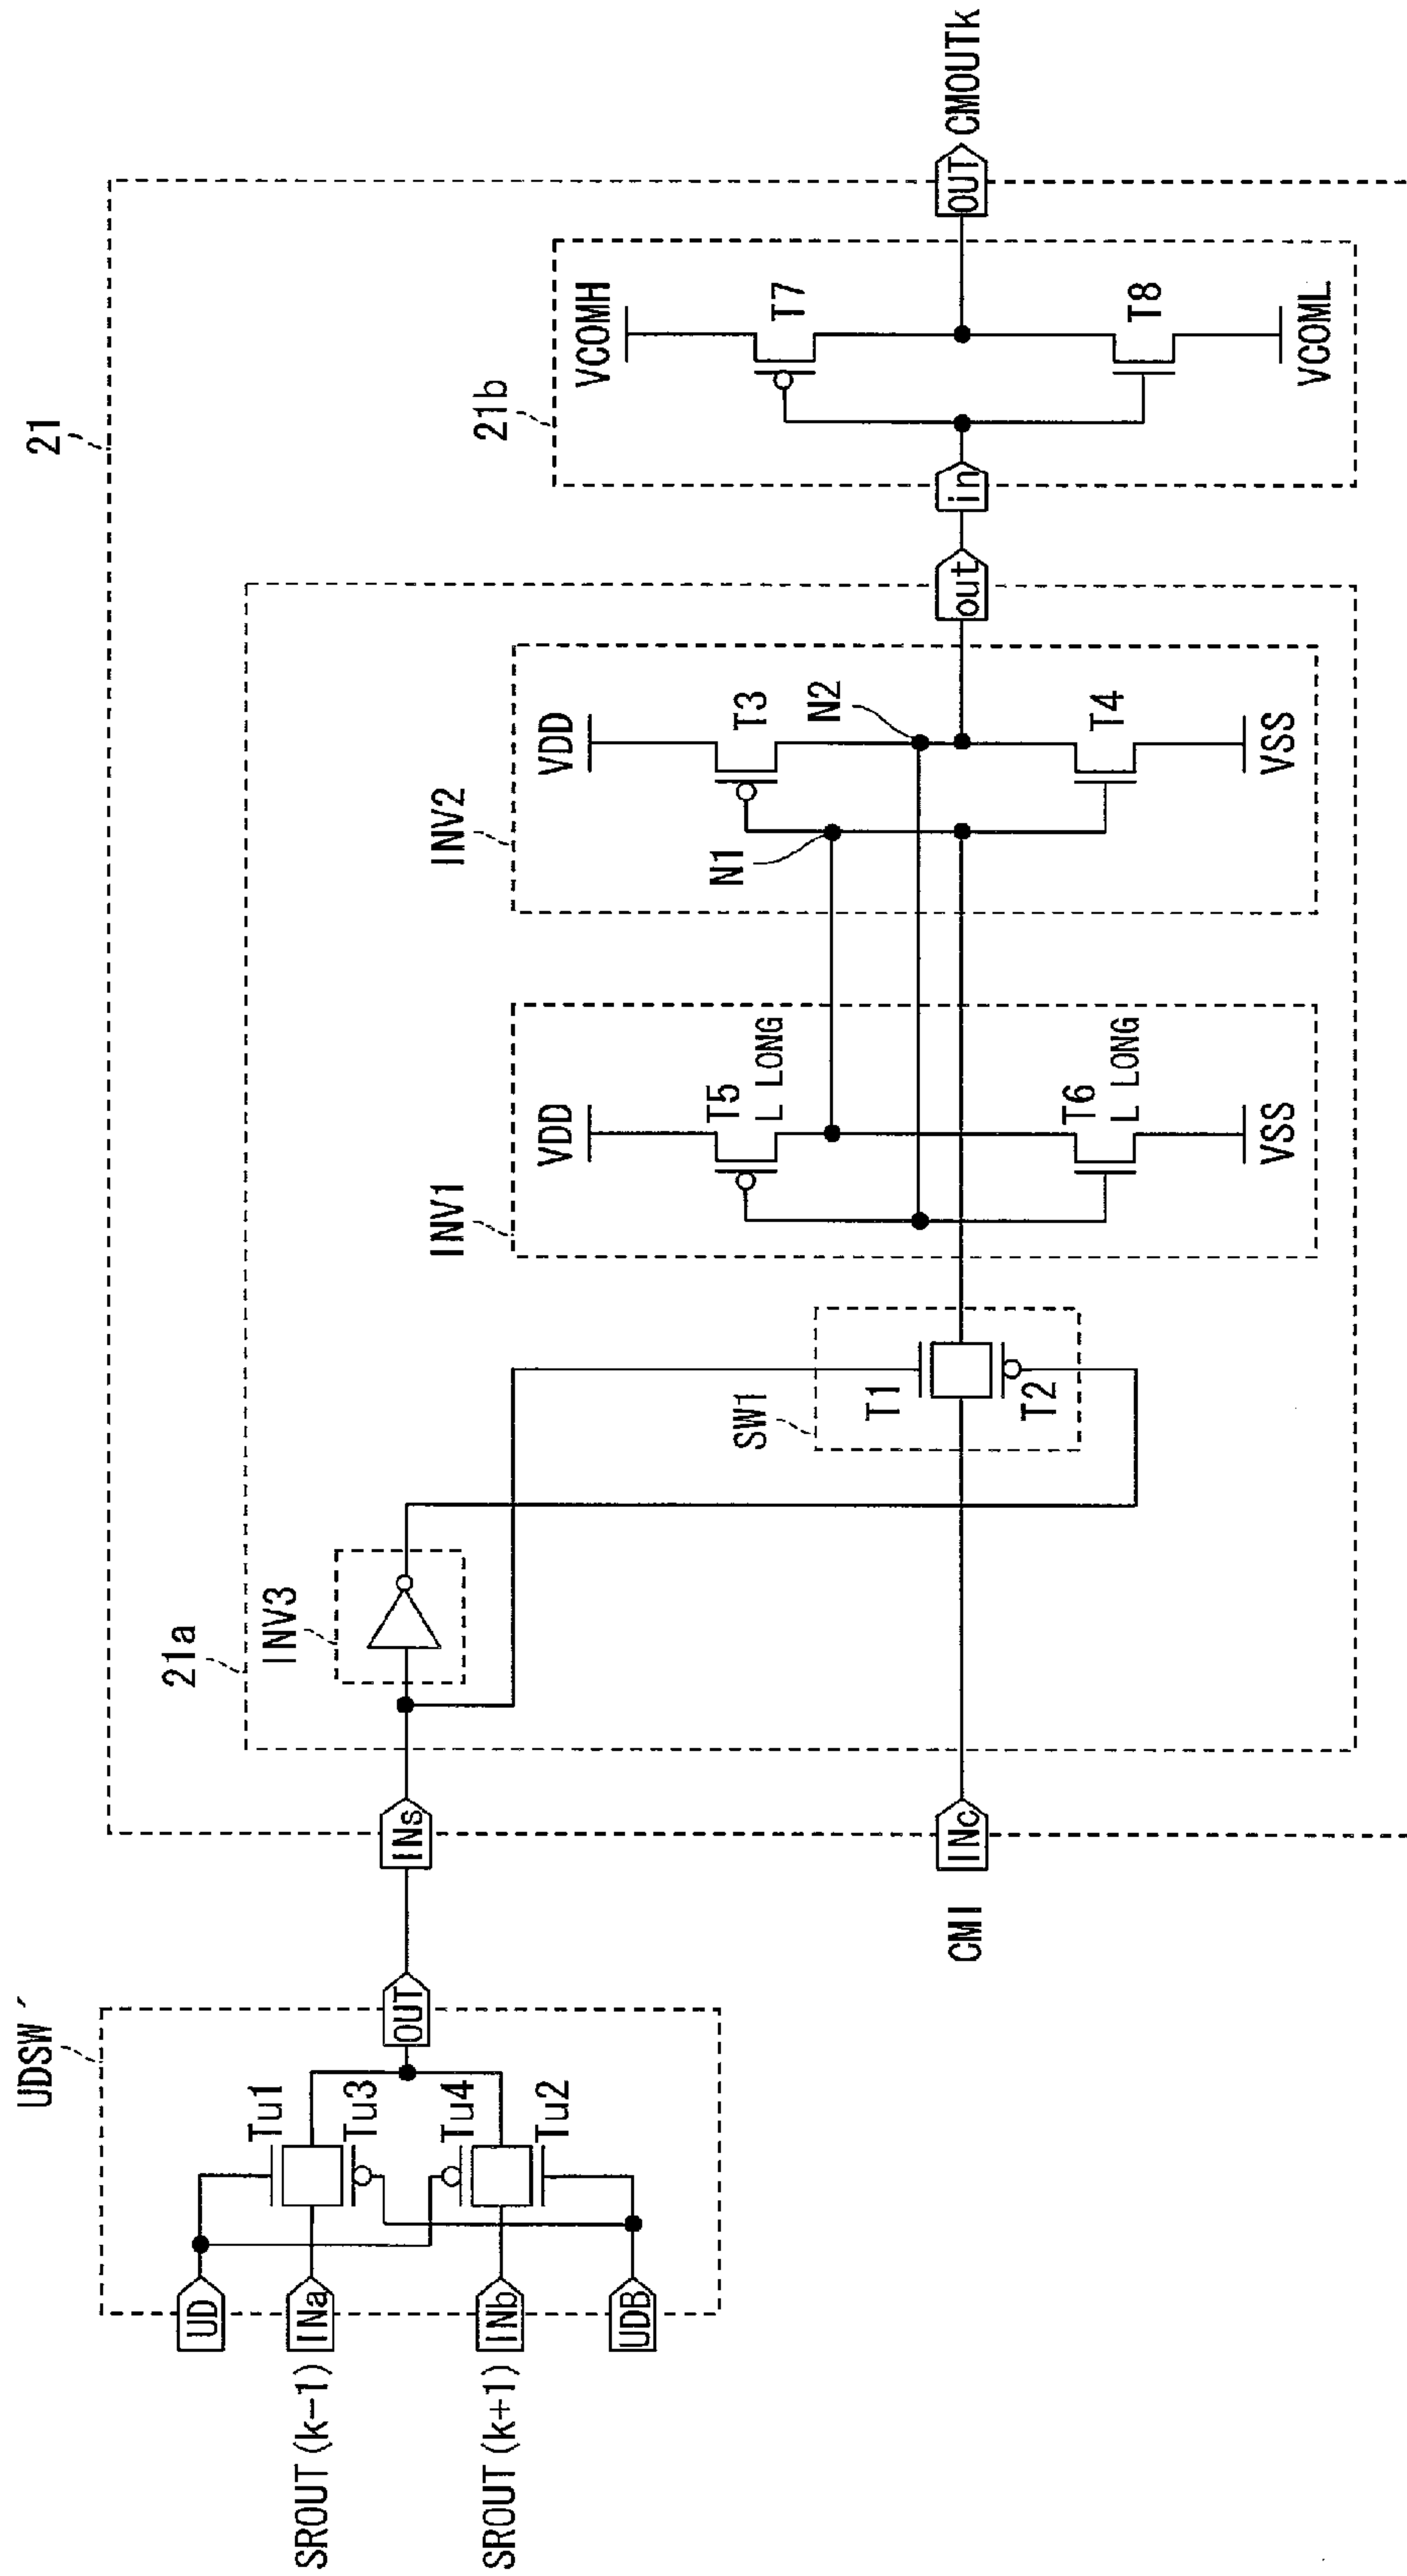 21
UDSW´
UD
INa
INb
UDB
SROUT (k-1)
SROUT (k+1)
Tu1
Tu3
Tu4
Tu2
OUT
INs
INc
CMI
21a
INV3
SW1
T1
T2
INV1
VDD
T5
L LONG
T6
L LONG
VSS
INV2
VDD
T3
N1
N2
T4
VSS
out
in
21b
VCOMH
T7
T8
VCOML
OUT
CMOUTk